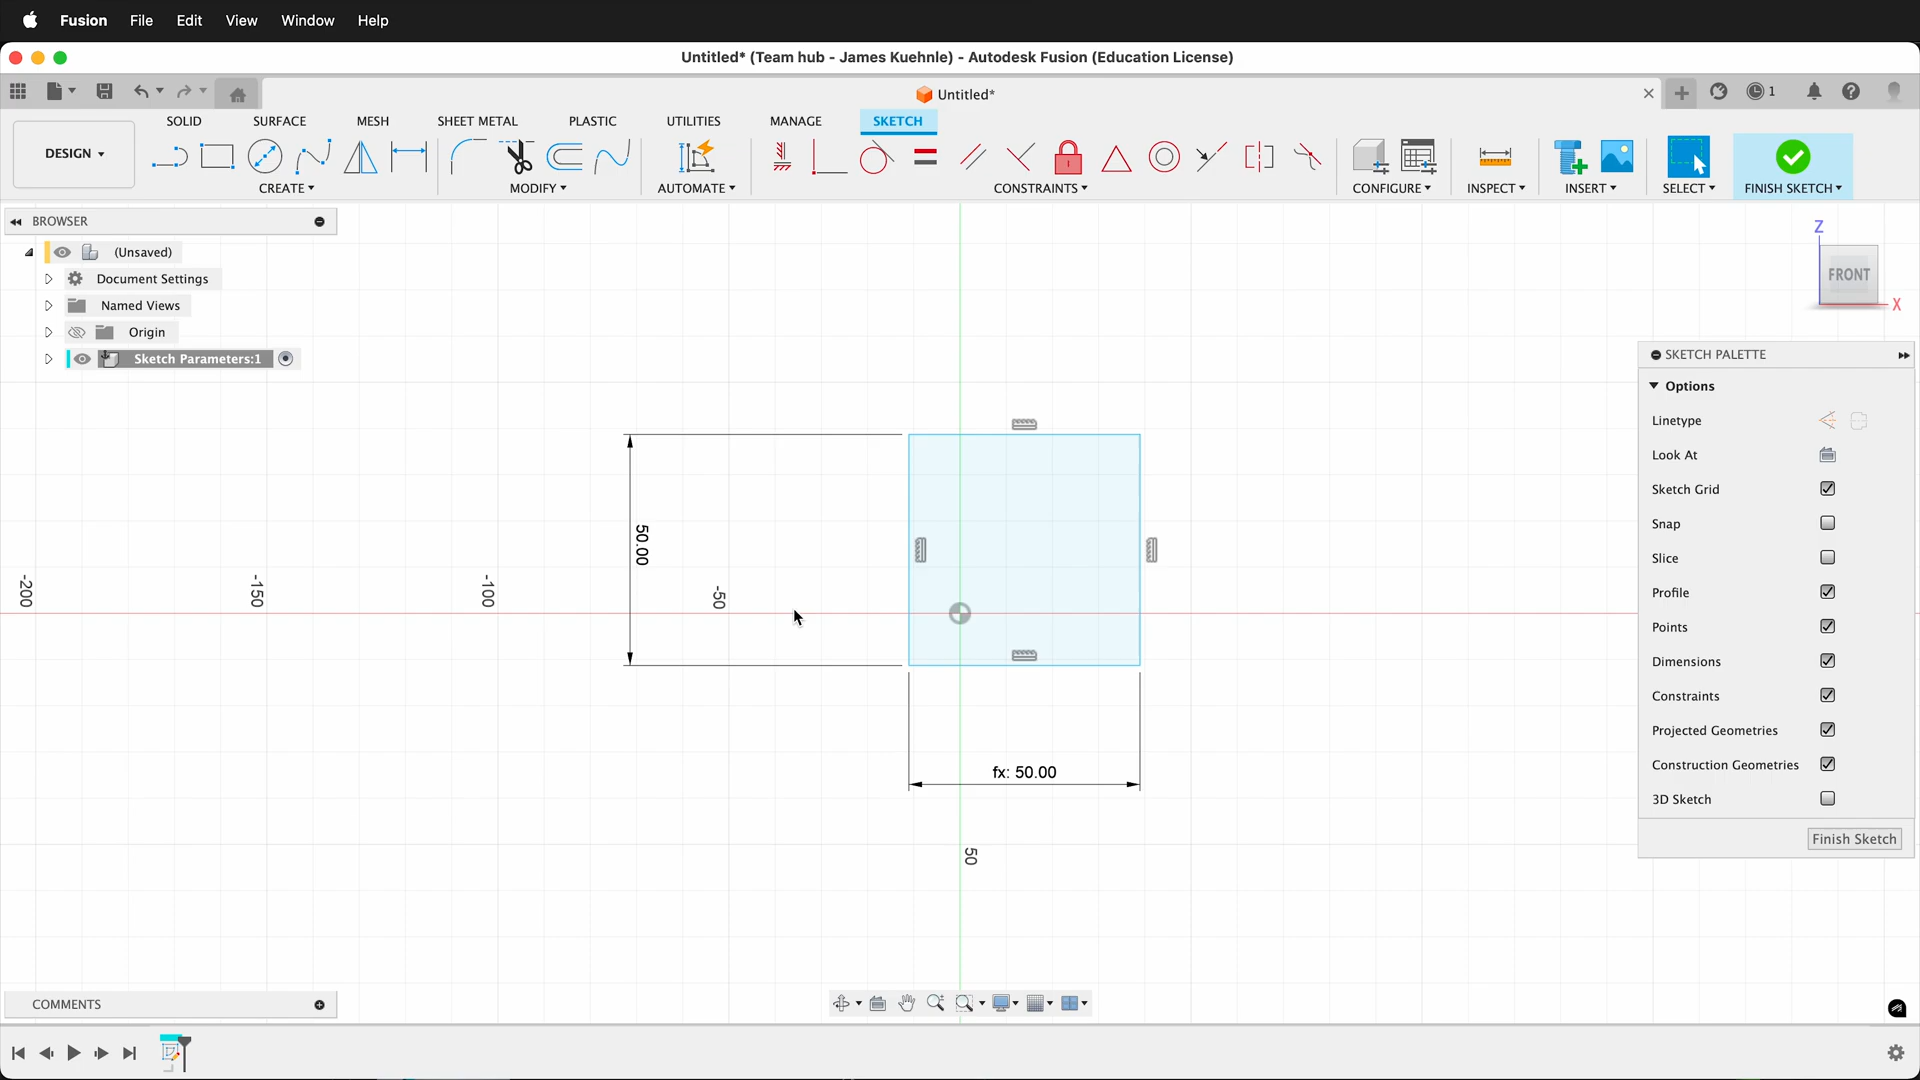 Fusion File Edit View Window Help
Untitled* (Team hub - James Kuehnle) - Autodesk Fusion (Education License)
Untitled*
1
SOLID SURFACE MESH SHEET METAL PLASTIC UTILITIES MANAGE SKETCH
DESIGN
CREATE MODIFY AUTOMATE CONSTRAINTS CONFIGURE INSPECT INSERT SELECT FINISH SKETCH
BROWSER
(Unsaved)
Document Settings
Named Views
Origin
Sketch Parameters:1
Z
FRONT
X
SKETCH PALETTE
Options
Linetype
Look At
Sketch Grid
Snap
Slice
Profile
Points
Dimensions
Constraints
Projected Geometries
Construction Geometries
3D Sketch
Finish Sketch
50.00
-200
-150
-100
-50
fx: 50.00
50
COMMENTS